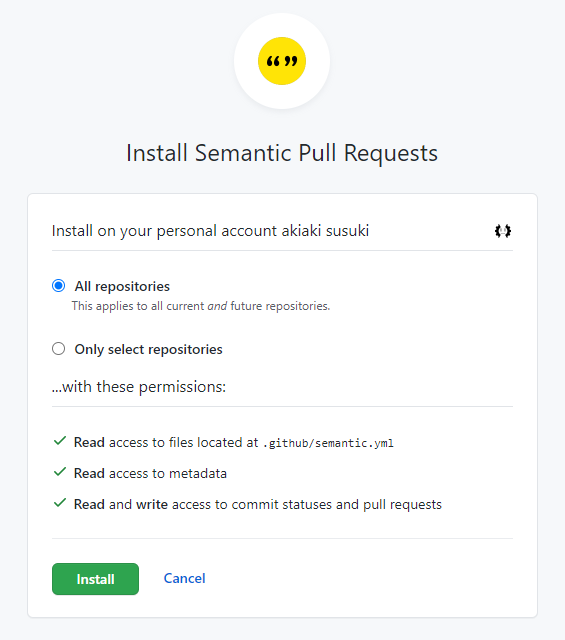 “ ”
Install Semantic Pull Requests
Install on your personal account akiaki susuki
All repositories
This applies to all current and future repositories.
Only select repositories
...with these permissions:
Read access to files located at .github/semantic.yml
Read access to metadata
Read and write access to commit statuses and pull requests
Install Cancel